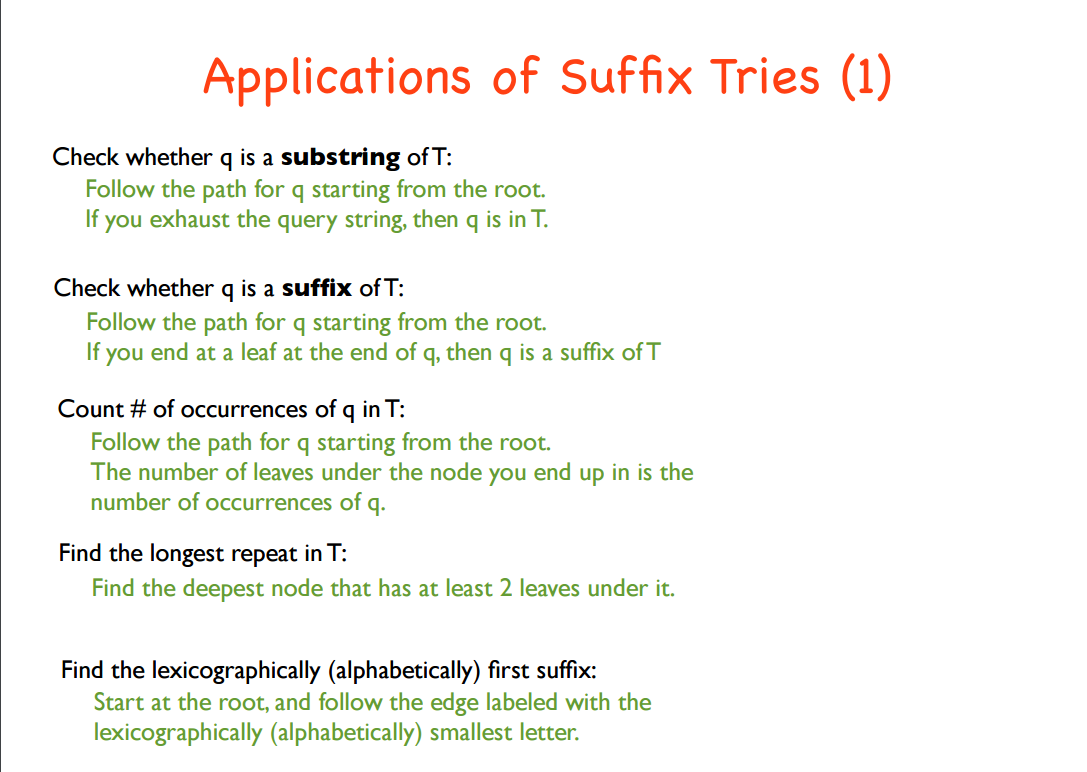 Applications of Suffix Tries (1)
Check whether q is a substring of T:
Follow the path for q starting from the root.
If you exhaust the query string, then q is in T.
Check whether q is a suffix of T:
Follow the path for q starting from the root.
If you end at a leaf at the end of q, then q is a suffix of T
Count # of occurrences of q in T:
Follow the path for q starting from the root.
The number of leaves under the node you end up in is the
number of occurrences of q.
Find the longest repeat in T:
Find the deepest node that has at least 2 leaves under it.
Find the lexicographically (alphabetically) first suffix:
Start at the root, and follow the edge labeled with the
lexicographically (alphabetically) smallest letter.